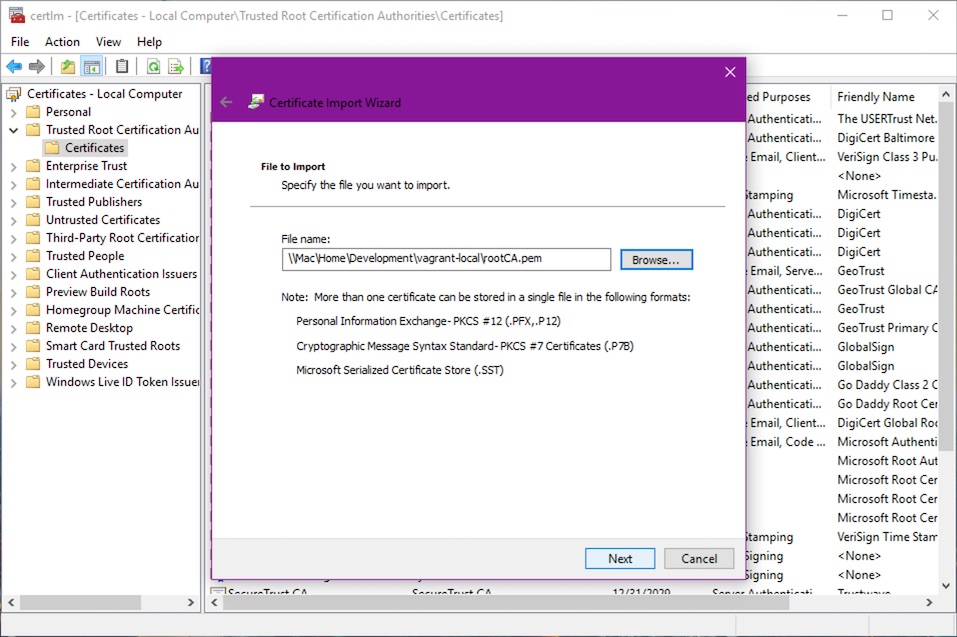 certlm - [Certificates - Local Computer\Trusted Root Certification Authorities\Certificates]
File Action View Help
Certificates - Local Computer
Personal
Trusted Root Certification Au
Certificates
Enterprise Trust
Intermediate Certification Au
Trusted Publishers
Untrusted Certificates
Third-Party Root Certification
Trusted People
Client Authentication Issuers
Preview Build Roots
Homegroup Machine Certific
Remote Desktop
Smart Card Trusted Roots
Trusted Devices
Windows Live ID Token Issuer
Certificate Import Wizard
File to Import
Specify the file you want to import.
File name:
\\Mac\Home\Development\vagrant-local\rootCA.pem
Browse...
Note: More than one certificate can be stored in a single file in the following formats:
Personal Information Exchange- PKCS #12 (.PFX,.P12)
Cryptographic Message Syntax Standard- PKCS #7 Certificates (.P7B)
Microsoft Serialized Certificate Store (.SST)
Next Cancel
ed Purposes Friendly Name
Authenticati... The USERTrust Net.
Authenticati... DigiCert Baltimore
Email, Client... VeriSign Class 3 Pu.
<None>
Stamping Microsoft Timesta.
Authenticati... DigiCert
Authenticati... DigiCert
Authenticati... DigiCert
Email, Serve... GeoTrust
Authenticati... GeoTrust Global CA
Authenticati... GeoTrust
Authenticati... GeoTrust Primary C
Authenticati... GlobalSign
Authenticati... GlobalSign
Authenticati... Go Daddy Class 2 C
Authenticati... Go Daddy Root Cer
Email, Client... DigiCert Global Roo
Email, Code ... Microsoft Authenti
Microsoft Root Aut
Microsoft Root Cer
Microsoft Root Cer
Microsoft Root Cer
Stamping VeriSign Time Stam
Signing <None>
Signing <None>
SecureTrust CA SecureTrust CA 12/31/2029 Server Authenticati... Trustwave